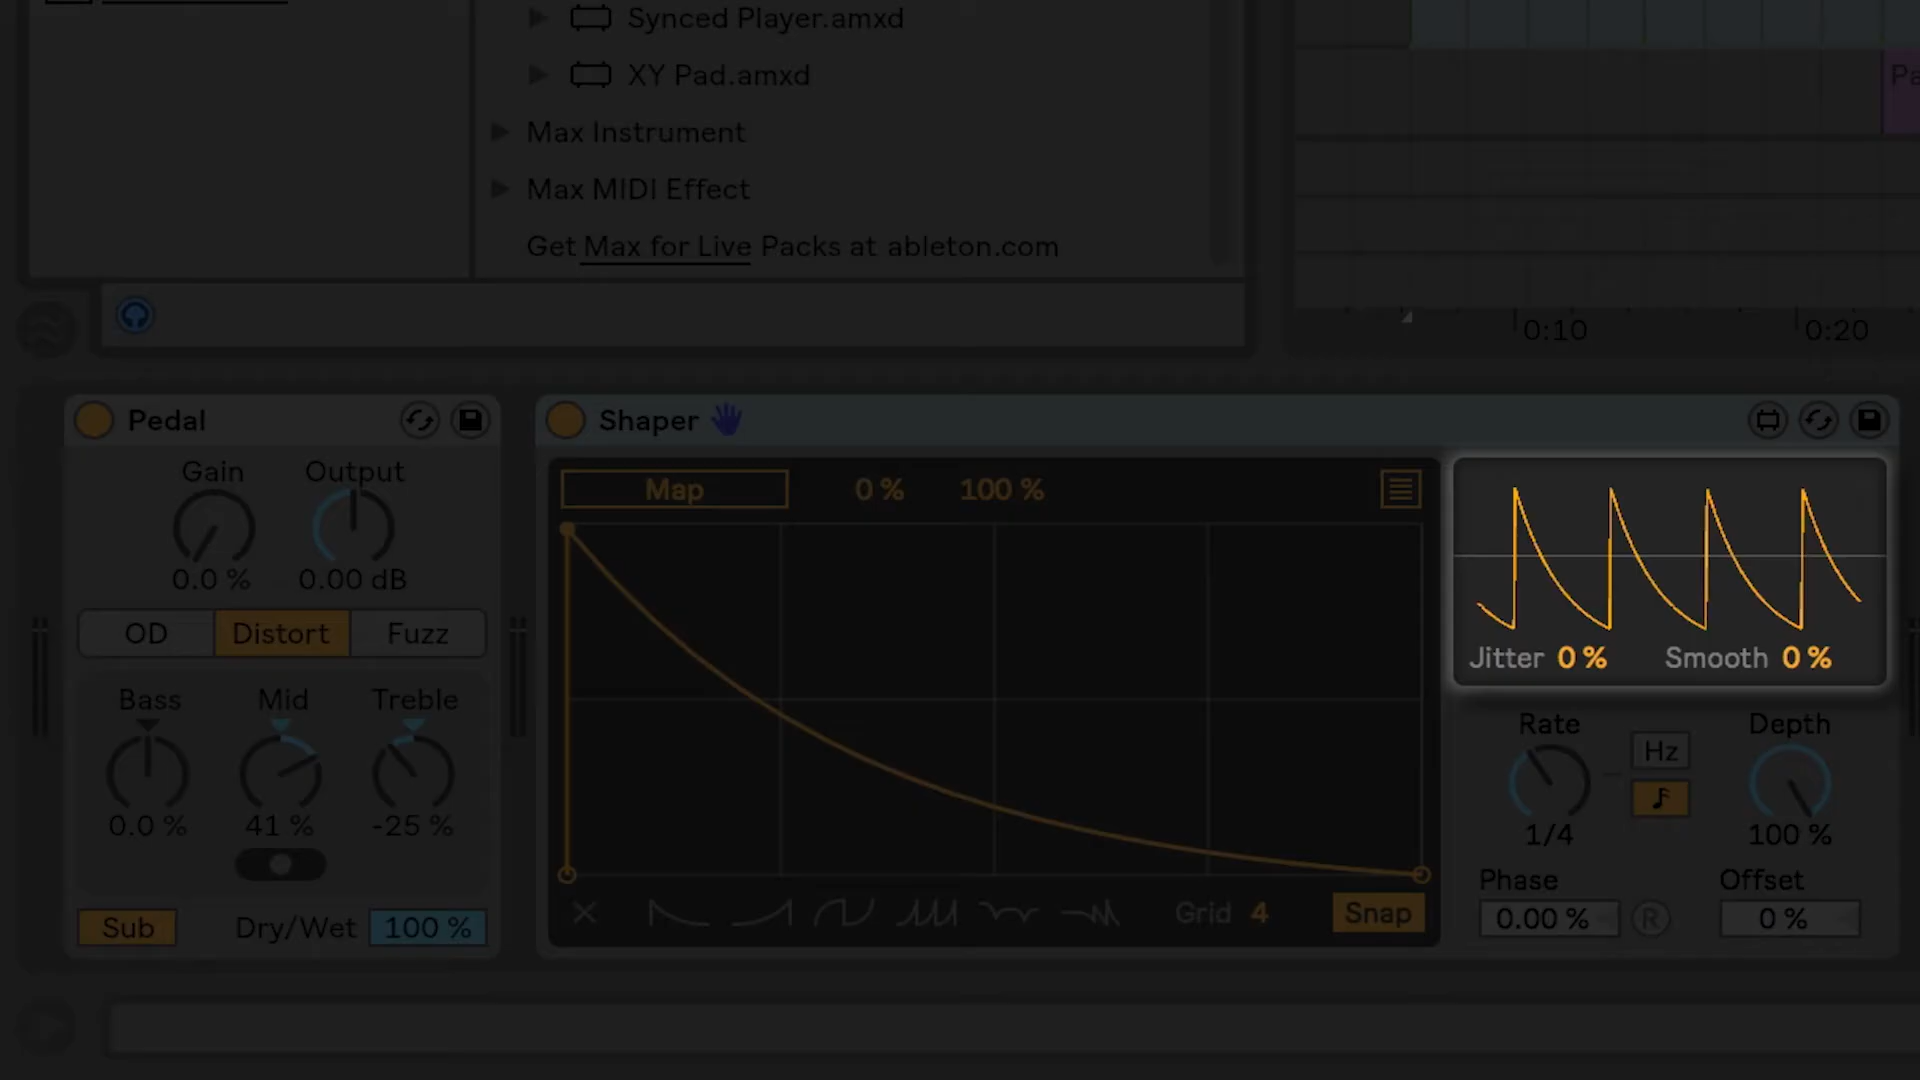 Synced Player.amxd
XY Pad.amxd
Max Instrument
Max MIDI Effect
Get Max for Live Packs at ableton.com
Pa
0:10
0:20
Pedal
Shaper
Gain
Output
0.0 %
0.00 dB
OD
Distort
Fuzz
Bass
Mid
Treble
0.0 %
41 %
-25 %
Sub
Dry/Wet
100 %
Map
0 %
100 %
Grid
4
Snap
Jitter 0 %
Smooth 0 %
Rate
Hz
Depth
1/4
100 %
Phase
Offset
0.00 %
R
0 %